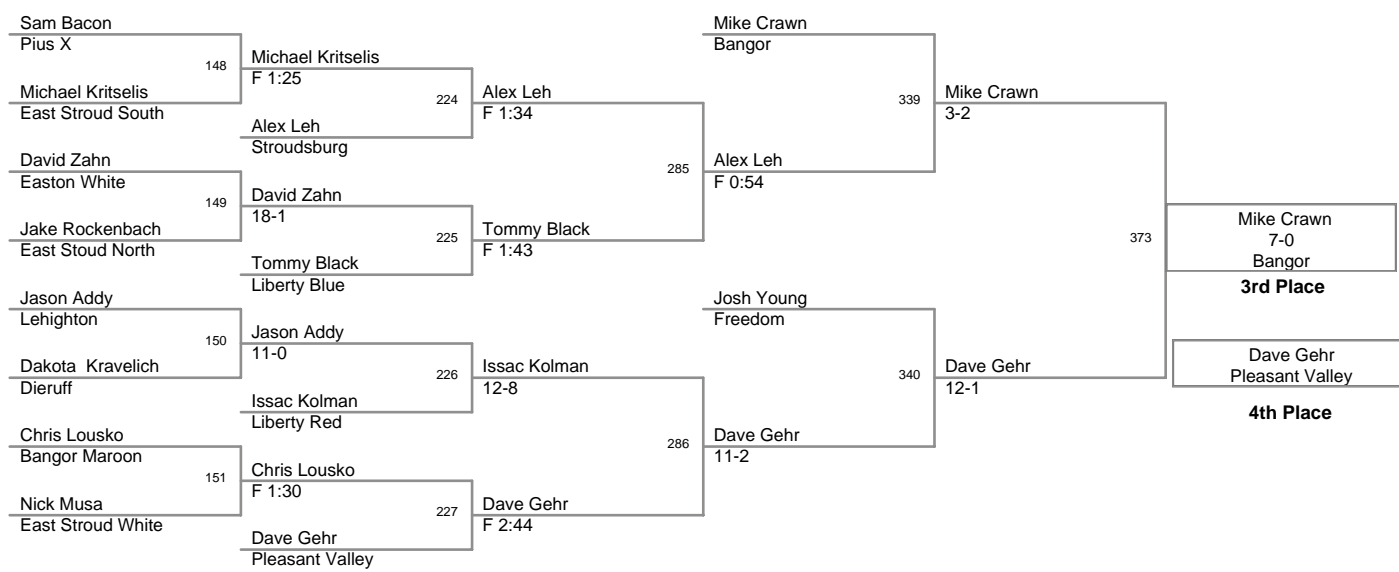 Sam Bacon
Pius X
148
Michael Kritselis
East Stroud South
Michael Kritselis
F 1:25
224
Alex Leh
Stroudsburg
David Zahn
Easton White
149
Jake Rockenbach
East Stoud North
David Zahn
18-1
225
Tommy Black
Liberty Blue
Jason Addy
Lehighton
150
Dakota Kravelich
Dieruff
Jason Addy
11-0
226
Issac Kolman
Liberty Red
Chris Lousko
Bangor Maroon
151
Nick Musa
East Stroud White
Chris Lousko
F 1:30
227
Dave Gehr
Pleasant Valley
Alex Leh
F 1:34
285
Tommy Black
F 1:43
Issac Kolman
12-8
286
Dave Gehr
F 2:44
Mike Crawn
Bangor
339
Alex Leh
F 0:54
Josh Young
Freedom
340
Dave Gehr
11-2
Mike Crawn
3-2
373
Dave Gehr
12-1
Mike Crawn
7-0
Bangor
3rd Place
Dave Gehr
Pleasant Valley
4th Place